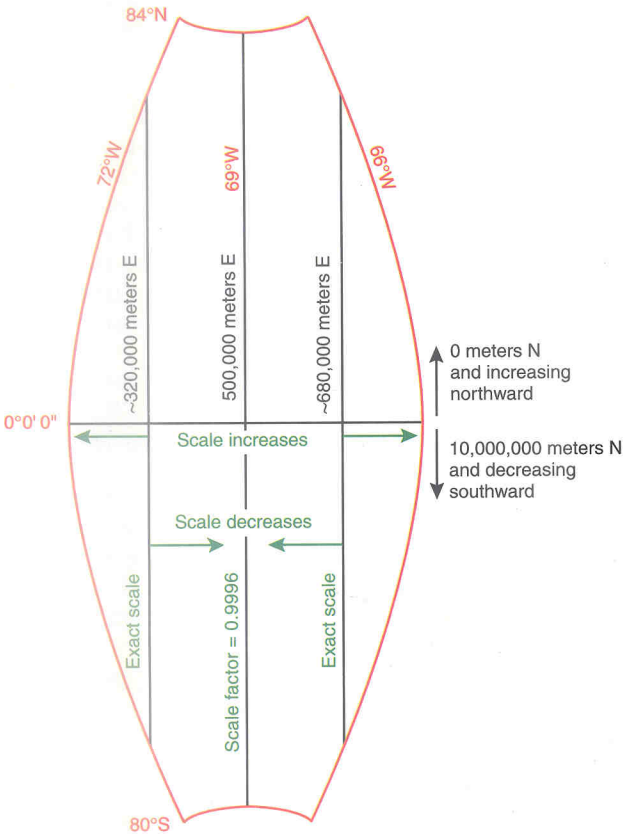 84°N
72°W
69°W
66°W
~320,000 meters E
500,000 meters E
~680,000 meters E
0 meters N
and increasing
northward
0°0' 0"
Scale increases
10,000,000 meters N
and decreasing
southward
Scale decreases
Exact scale
Scale factor = 0.9996
Exact scale
80°S